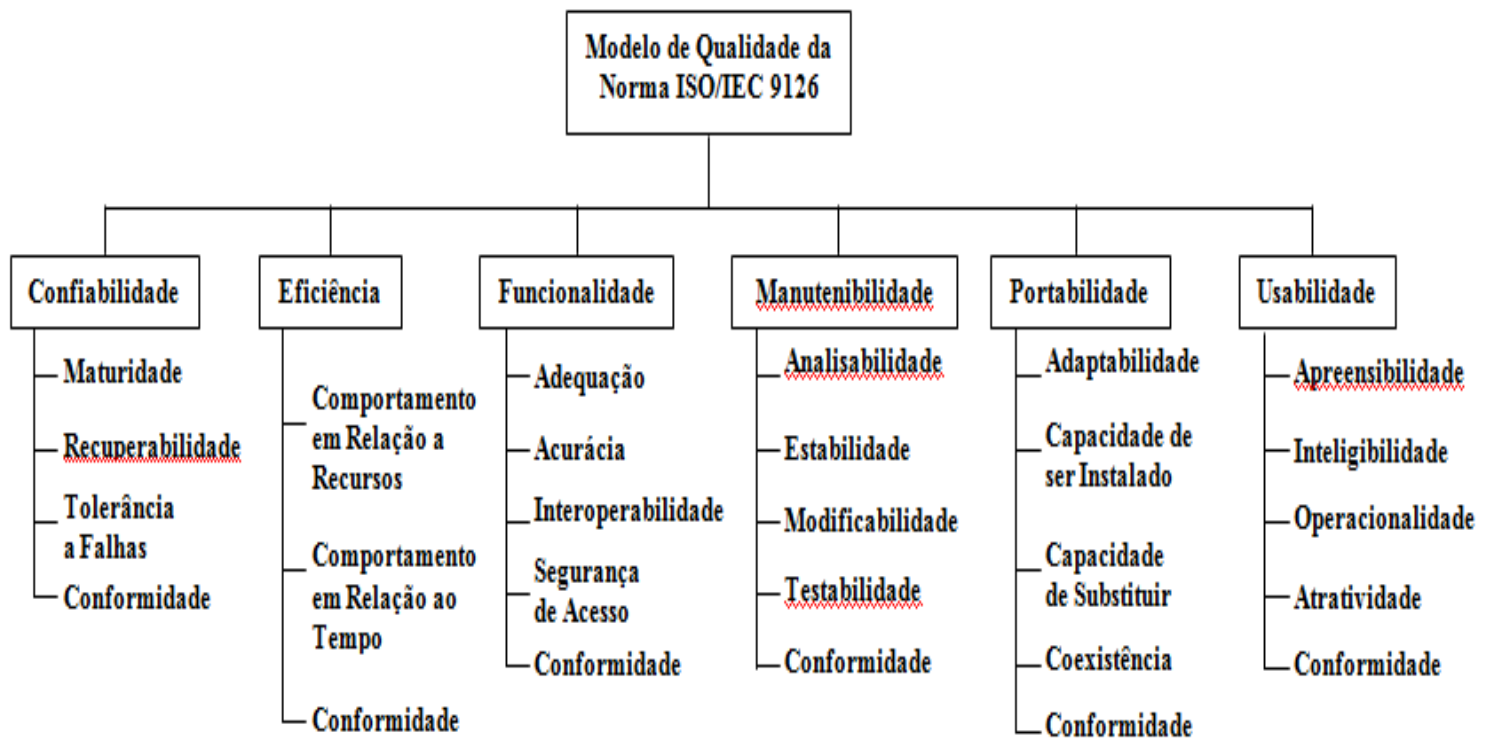 Modelo de Qualidade da
Norma ISO/IEC 9126
Confiabilidade
Maturidade
Recuperabilidade
Tolerância
a Falhas
Conformidade
Eficiência
Comportamento
em Relação a
Recursos
Comportamento
em Relação ao
Tempo
Conformidade
Funcionalidade
Adequação
Acurácia
Interoperabilidade
Segurança
de Acesso
Conformidade
Manutenibilidade
Analisabilidade
Estabilidade
Modificabilidade
Testabilidade
Conformidade
Portabilidade
Adaptabilidade
Capacidade de
ser Instalado
Capacidade
de Substituir
Coexistência
Conformidade
Usabilidade
Apreensibilidade
Inteligibilidade
Operacionalidade
Atratividade
Conformidade